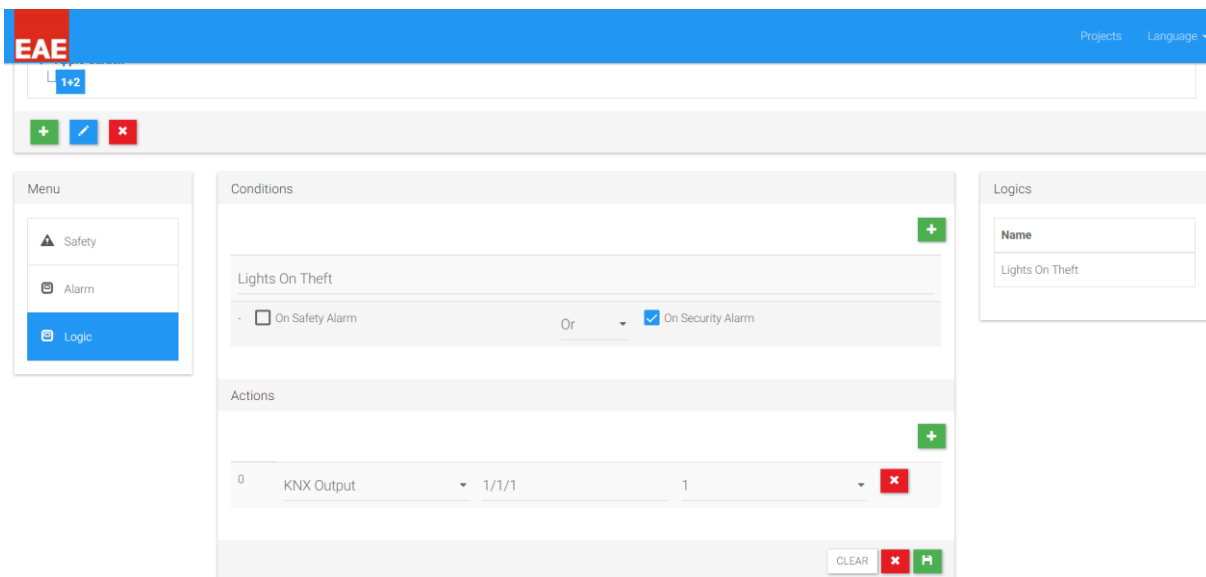 EAE
Projects Language
1+2
Menu
Safety
Alarm
Logic
Conditions
Lights On Theft
- On Safety Alarm Or On Security Alarm
Actions
0 KNX Output 1/1/1 1
CLEAR
Logics
Name
Lights On Theft